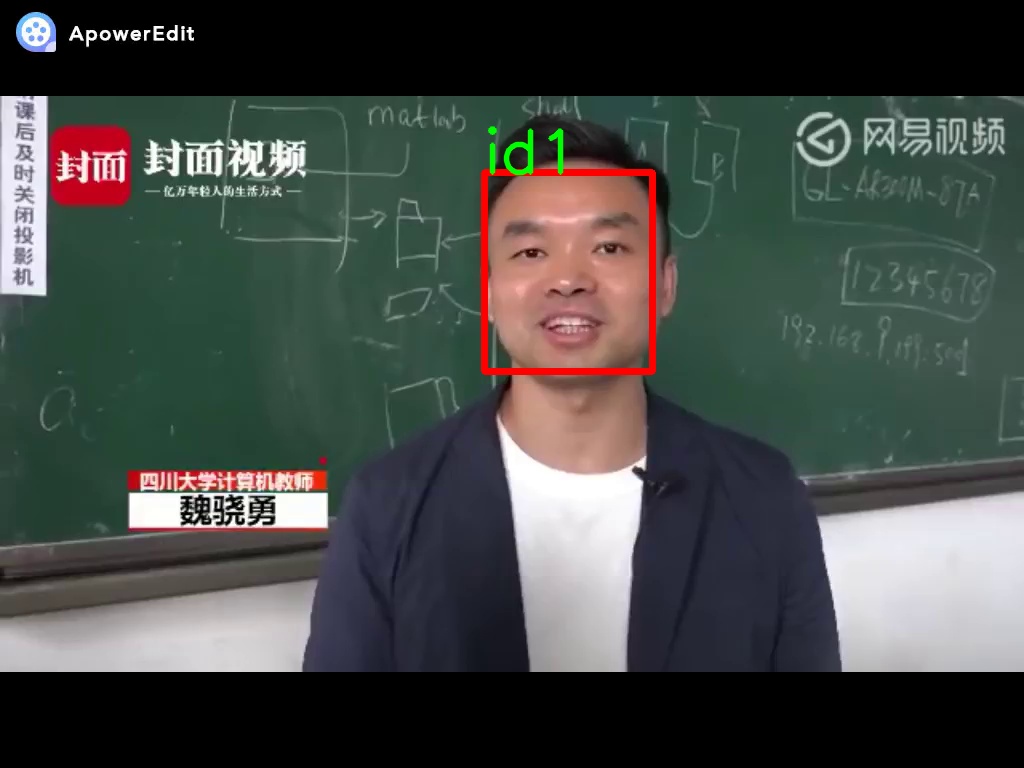 ApowerEdit
课后及时关闭投影机
封面
封面视频
亿万年轻人的生活方式
网易视频
id1
matlab
shell
A
B
GL-AR300M-87A
12345678
四川大学计算机教师
魏骁勇